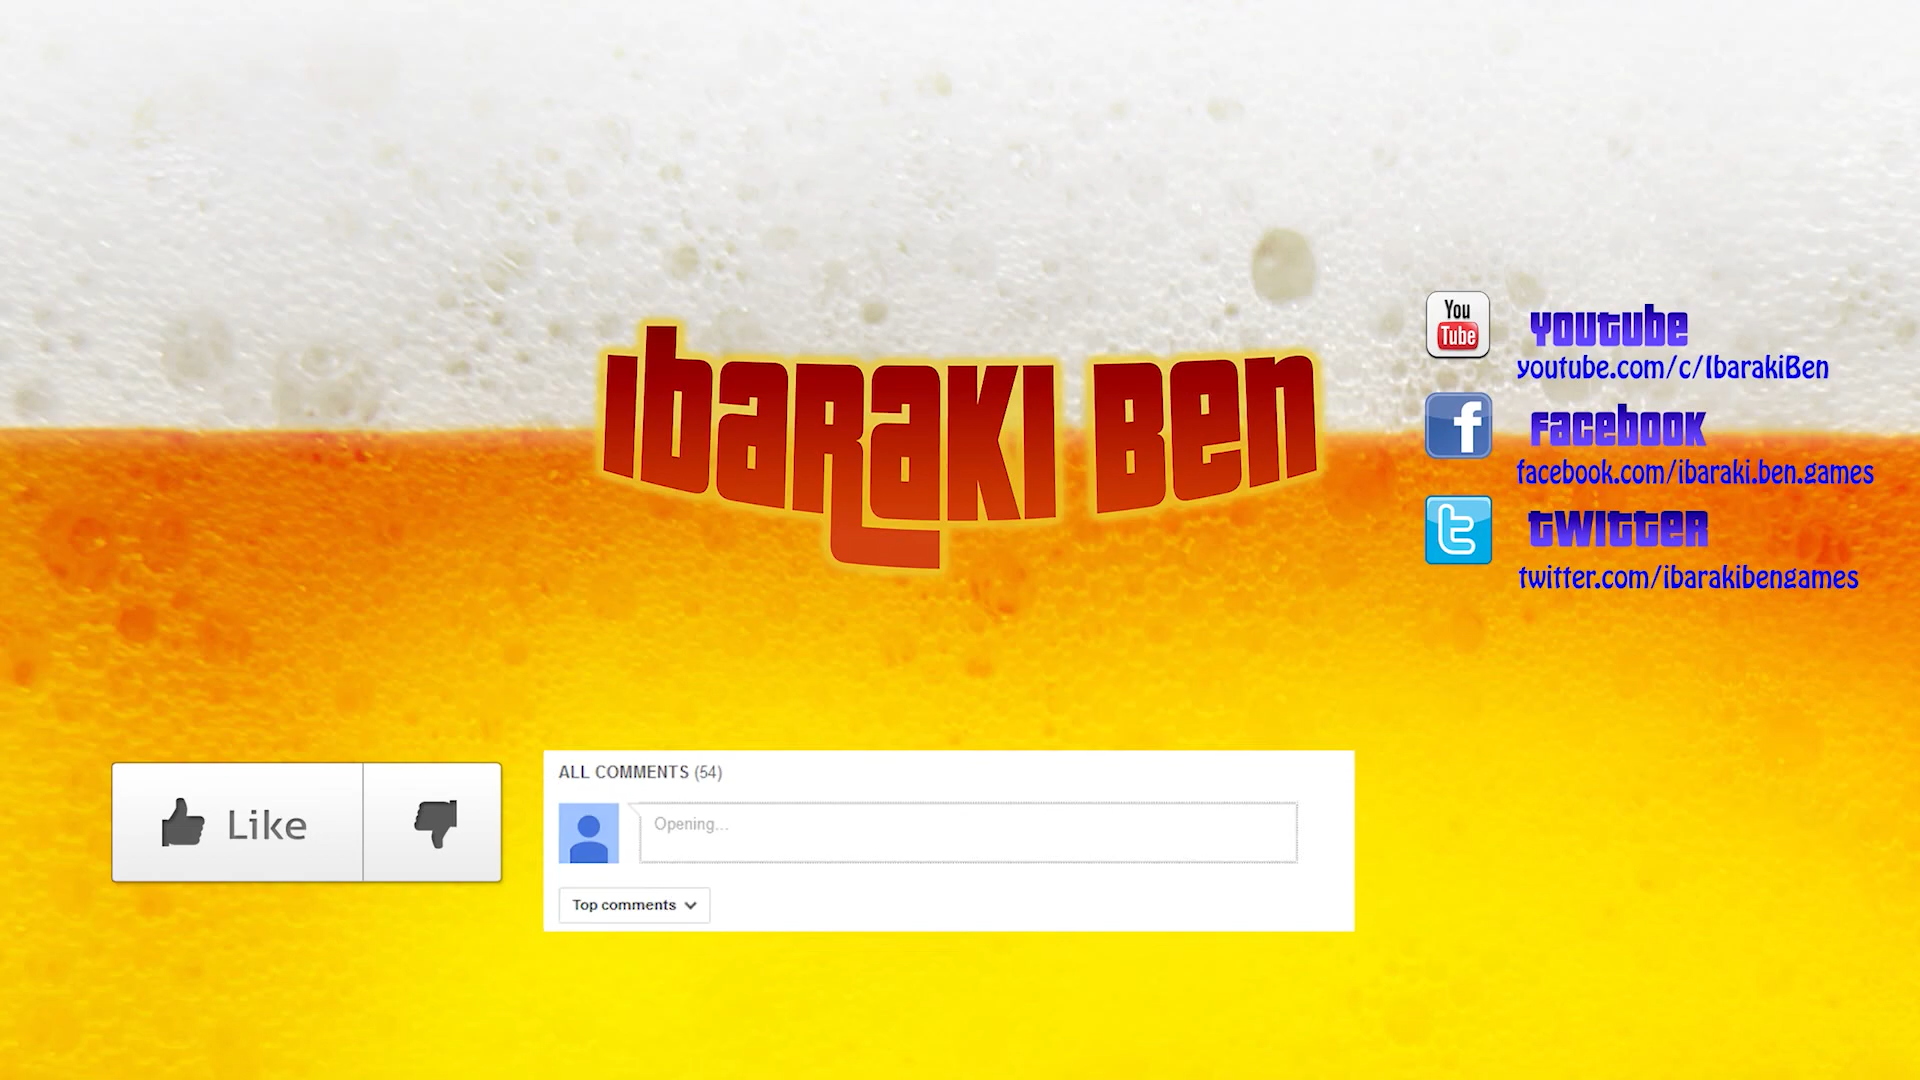 Ibaraki Ben
You
Tube
Youtube
youtube.com/c/IbarakiBen
f
Facebook
facebook.com/ibaraki.ben.games
t
Twitter
twitter.com/ibarakibengames
Like
ALL COMMENTS (54)
Opening...
Top comments